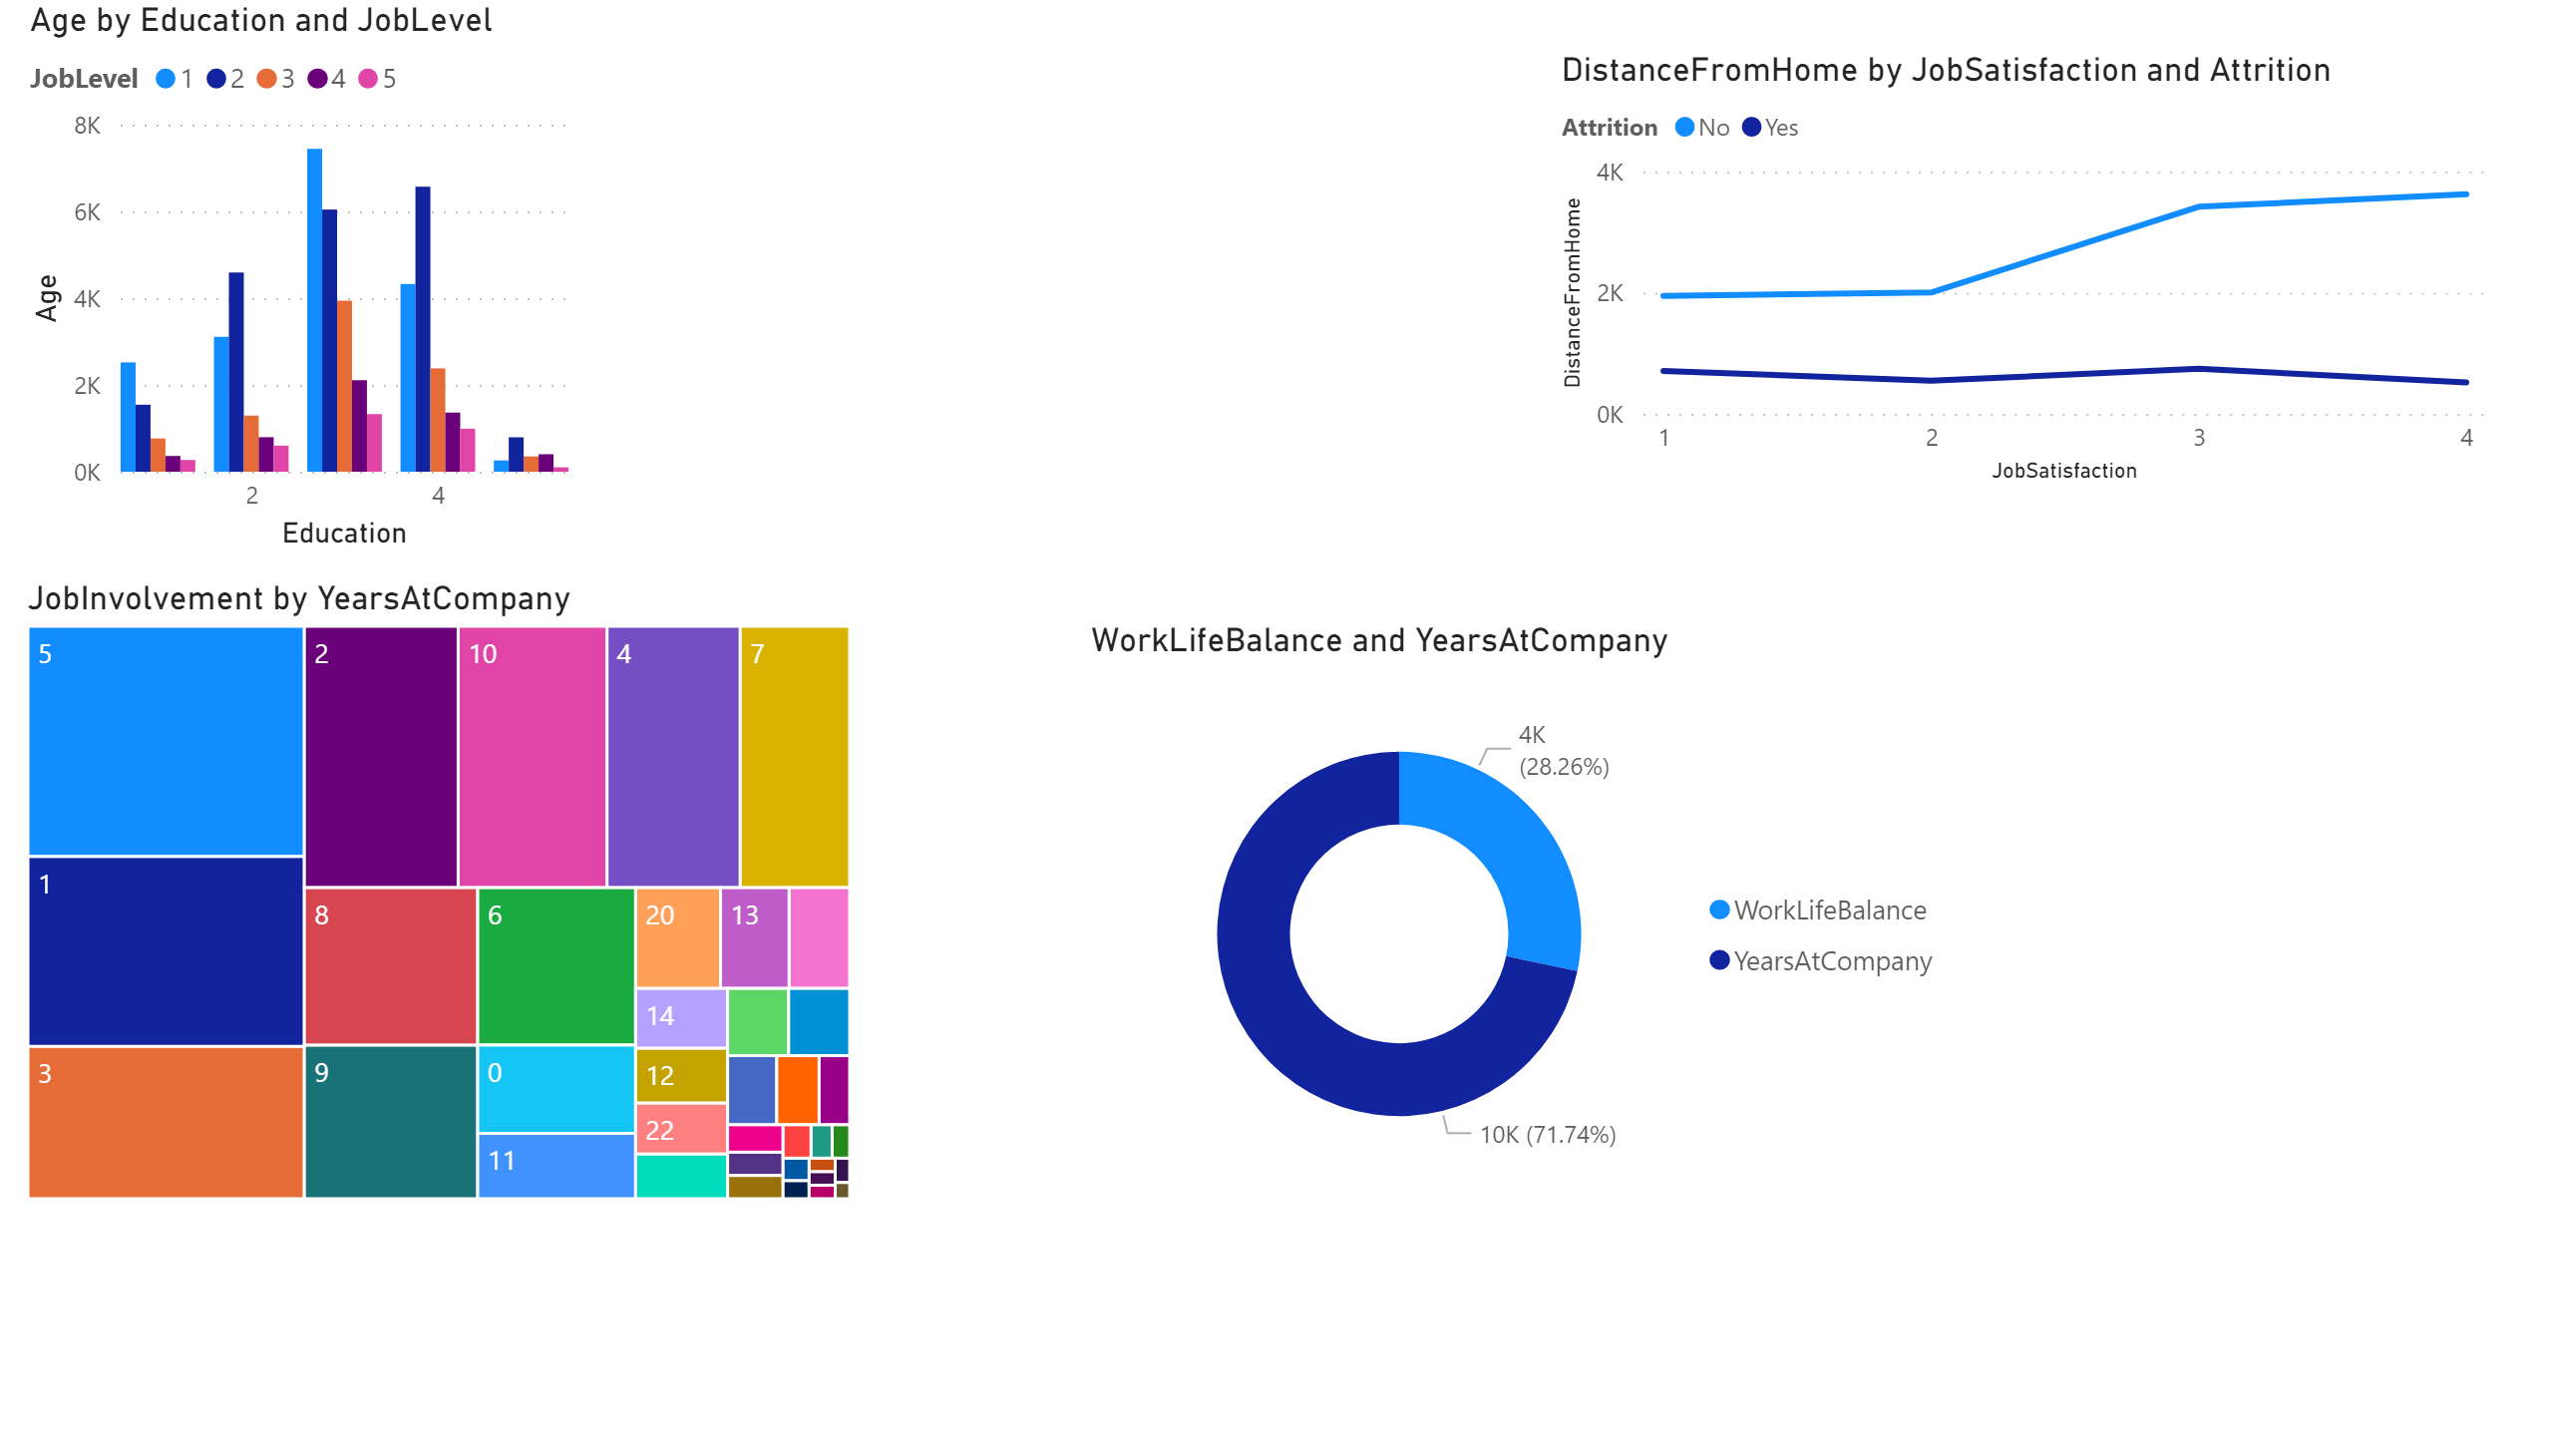 Age by Education and JobLevel
JobLevel 1 2 3 4 5
8K
6K
4K
2K
0K
Age
2 4
Education
DistanceFromHome by JobSatisfaction and Attrition
Attrition No Yes
4K
2K
0K
DistanceFromHome
1 2 3 4
JobSatisfaction
JobInvolvement by YearsAtCompany
5 2 10 4 7
1
8 6 20 13
14
3
9 0 12
22
11
WorkLifeBalance and YearsAtCompany
4K
(28.26%)
10K (71.74%)
WorkLifeBalance
YearsAtCompany